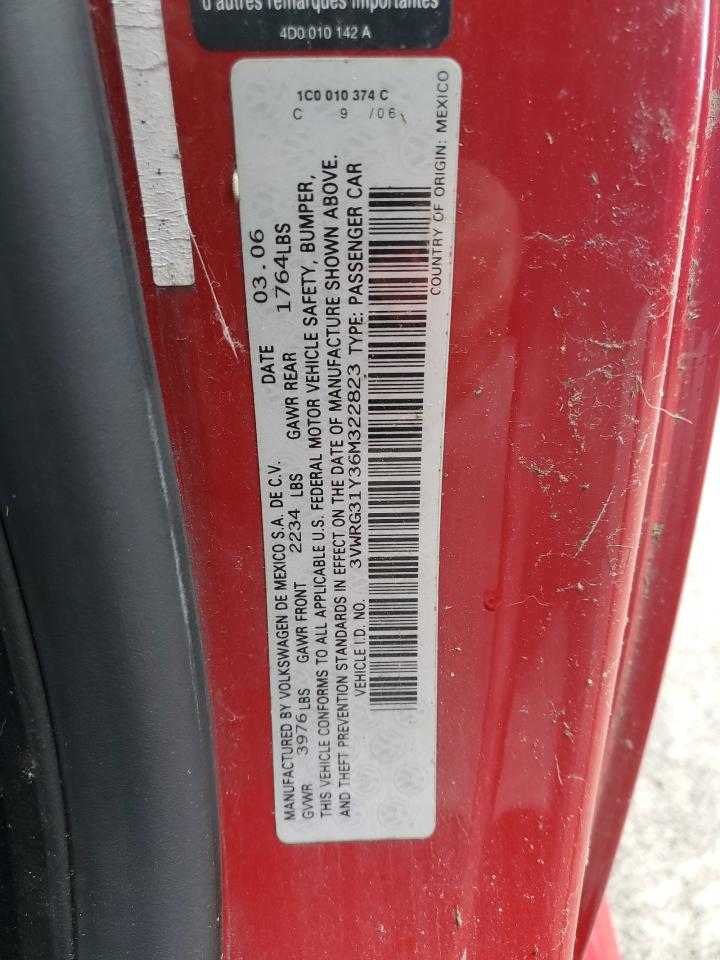 d'autres remarques importantes
4D0 010 142 A
1C0 010 374 C
C 9 /06
MANUFACTURED BY VOLKSWAGEN DE MEXICO S.A. DE C.V. DATE 03.06
GVWR 3976LBS GAWR FRONT 2234 LBS GAWR REAR 1764LBS
THIS VEHICLE CONFORMS TO ALL APPLICABLE U.S. FEDERAL MOTOR VEHICLE SAFETY, BUMPER,
AND THEFT PREVENTION STANDARDS IN EFFECT ON THE DATE OF MANUFACTURE SHOWN ABOVE.
VEHICLE I.D. NO. 3VWRG31Y36M322823 TYPE: PASSENGER CAR
COUNTRY OF ORIGIN: MEXICO